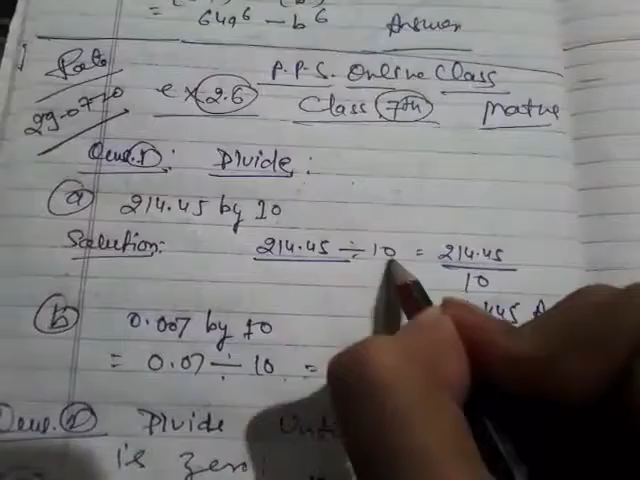 = 64a⁶ - b⁶ Answer
Date P.P.S. Online Class
29-07-20 ex 2.6 Class 7th Maths
Ques.1: Divide:
(a) 214.45 by 10
Solution: 214.45 ÷ 10 = 214.45/10
445 A
(b) 0.007 by 10
= 0.07 ÷ 10 =
Ques. (2) Divide Unti
is zero